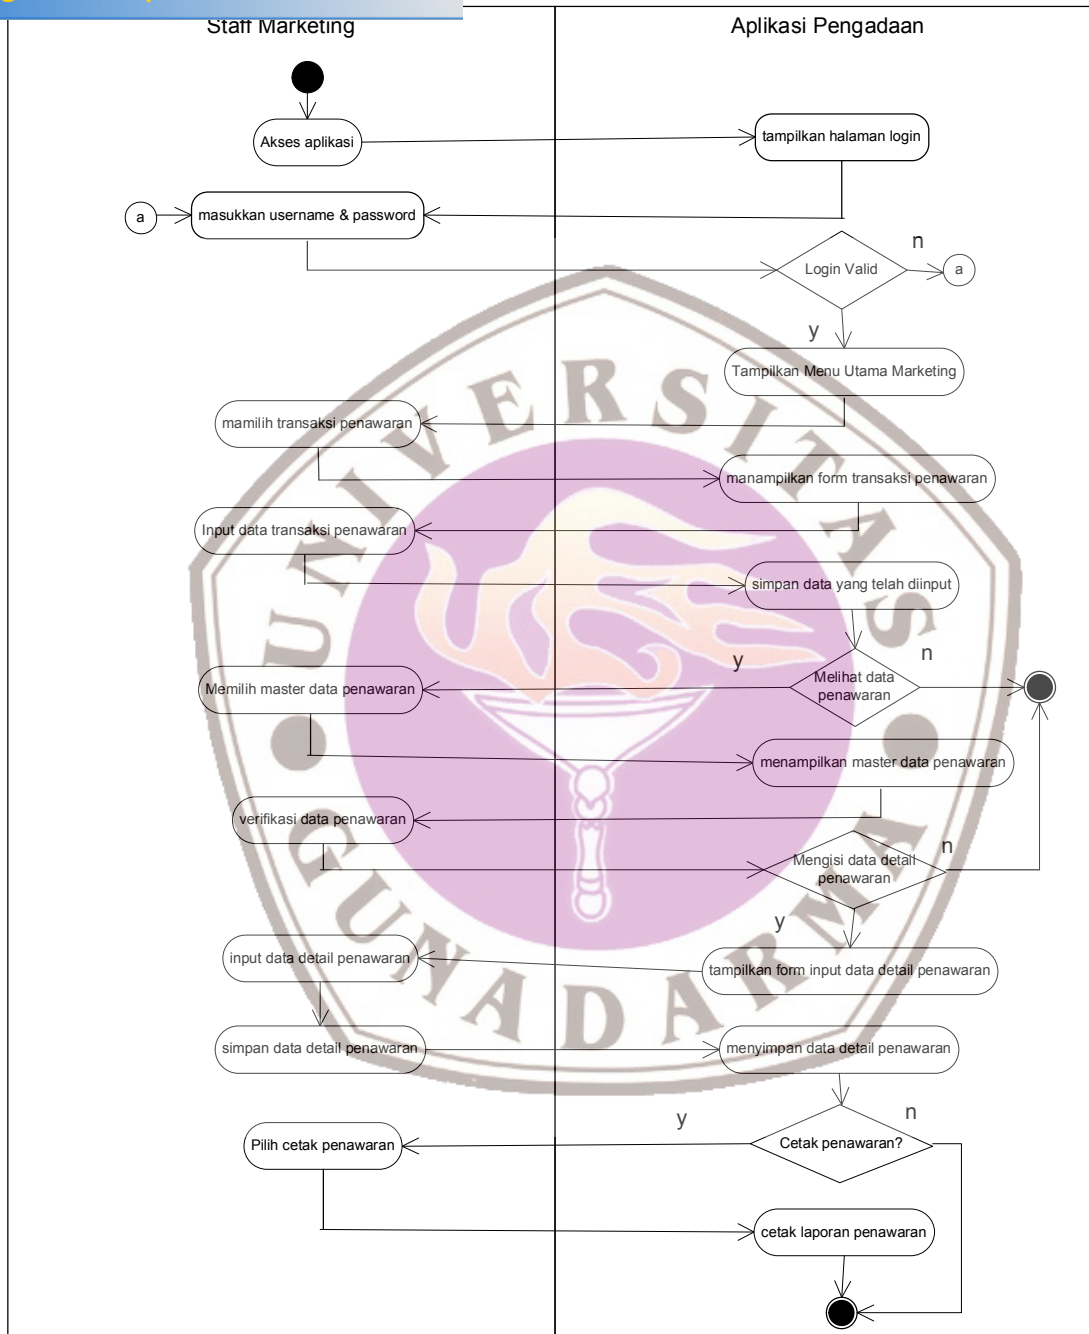 Staff Marketing
Aplikasi Pengadaan
Akses aplikasi
tampilkan halaman login
a
masukkan username & password
n
Login Valid
a
y
Tampilkan Menu Utama Marketing
mamilih transaksi penawaran
manampilkan form transaksi penawaran
Input data transaksi penawaran
simpan data yang telah diinput
y
n
Melihat data
penawaran
Memilih master data penawaran
menampilkan master data penawaran
verifikasi data penawaran
n
Mengisi data detail
penawaran
y
input data detail penawaran
tampilkan form input data detail penawaran
simpan data detail penawaran
menyimpan data detail penawaran
y
n
Pilih cetak penawaran
Cetak penawaran?
cetak laporan penawaran
UNIVERSITAS
GUNADARMA